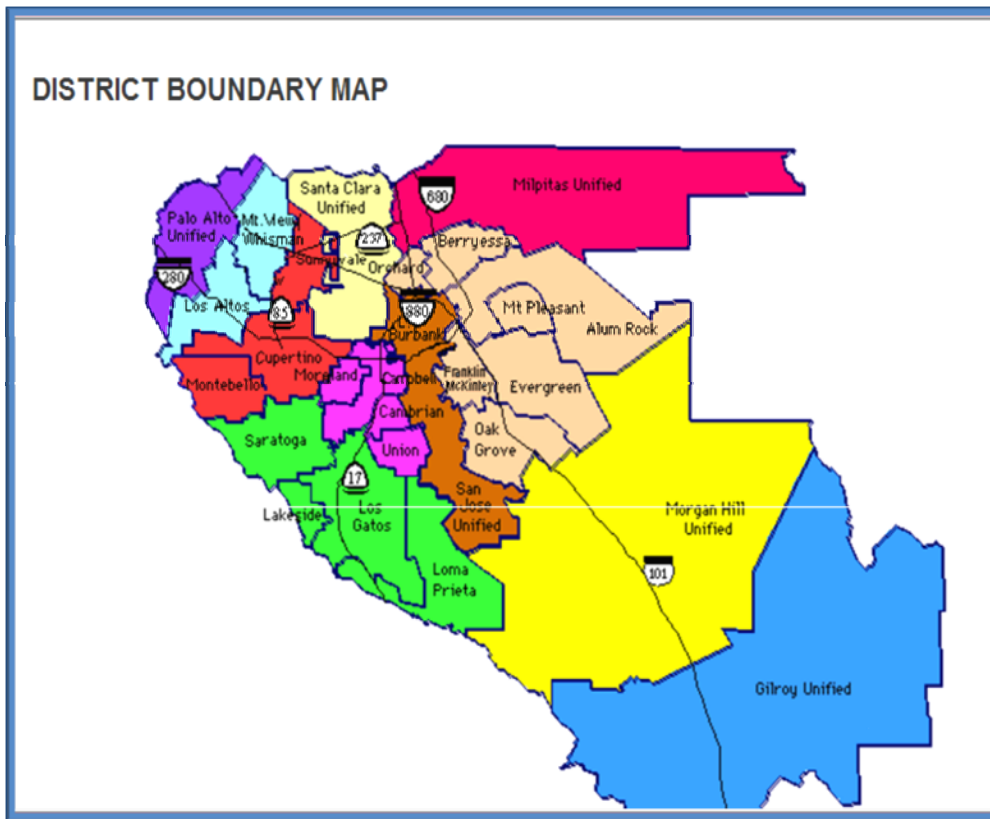 DISTRICT BOUNDARY MAP
Santa Clara
Unified
Milpitas Unified
680
Palo Alto
Unified
Mt. View
Whisman
237
Berryessa
Sunnyvale
Orchard
280
Los Altos
85
880
Mt Pleasant
Alum Rock
Burbank
Cupertino
Montebello
Moreland
Campbell
Franklin
McKinley
Evergreen
Cambrian
Saratoga
Union
Oak
Grove
17
Lakeside
Los
Gatos
San
Jose
Unified
Morgan Hill
Unified
Loma
Prieta
101
Gilroy Unified